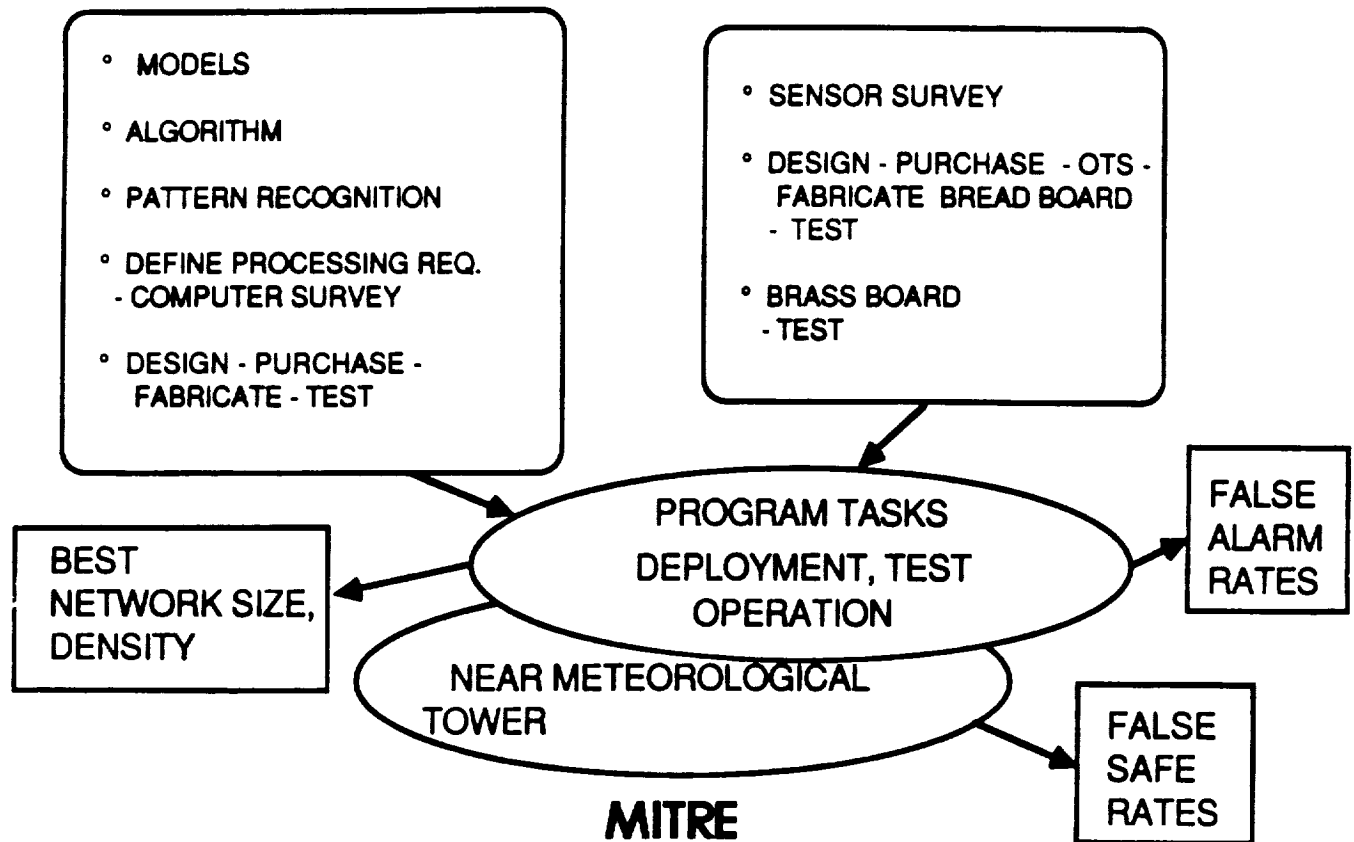 ° MODELS
° ALGORITHM
° PATTERN RECOGNITION
° DEFINE PROCESSING REQ.
- COMPUTER SURVEY
° DESIGN - PURCHASE -
FABRICATE - TEST
° SENSOR SURVEY
° DESIGN - PURCHASE - OTS -
FABRICATE BREAD BOARD
- TEST
° BRASS BOARD
- TEST
PROGRAM TASKS
DEPLOYMENT, TEST
OPERATION
FALSE
ALARM
RATES
BEST
NETWORK SIZE,
DENSITY
NEAR METEOROLOGICAL
TOWER
FALSE
SAFE
RATES
MITRE